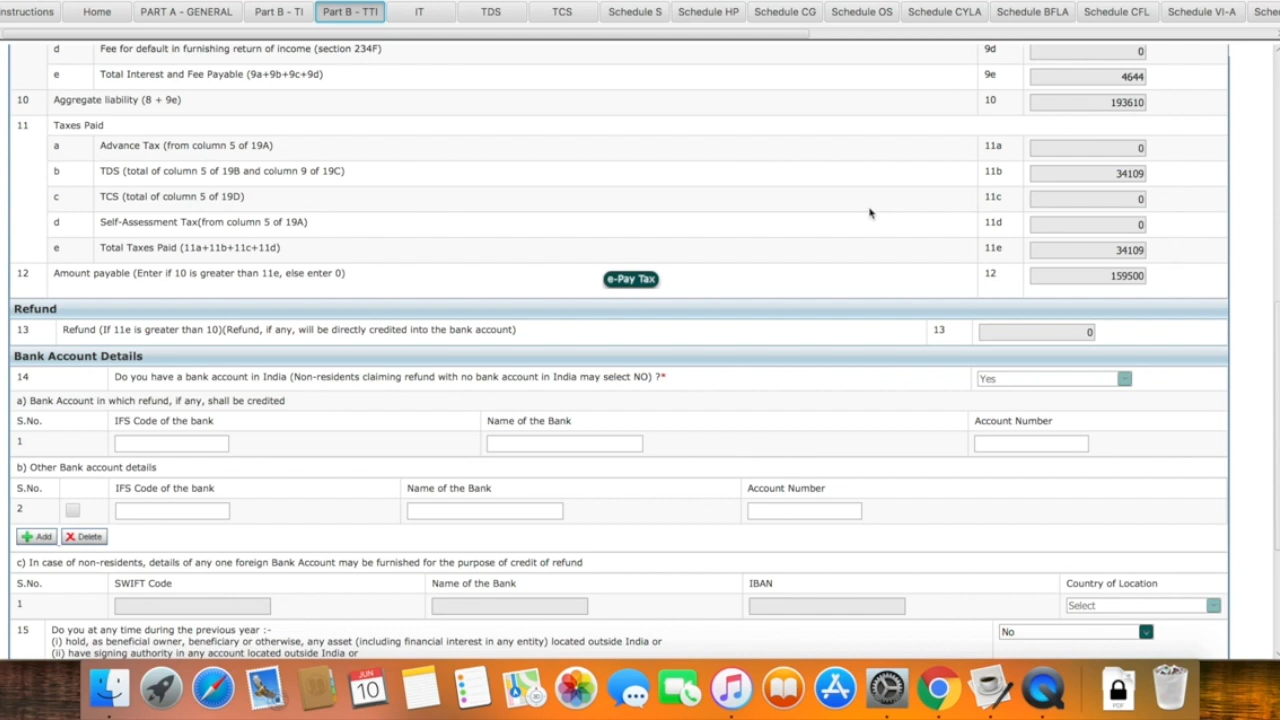 nstructions Home PART A - GENERAL Part B - TI Part B - TTI IT TDS TCS Schedule S Schedule HP Schedule CG Schedule OS Schedule CYLA Schedule BFLA Schedule CFL Schedule VI-A Sche
d Fee for default in furnishing return of income (section 234F) 9d 0
e Total Interest and Fee Payable (9a+9b+9c+9d) 9e 4644
10 Aggregate liability (8 + 9e) 10 193610
11 Taxes Paid
a Advance Tax (from column 5 of 19A) 11a 0
b TDS (total of column 5 of 19B and column 9 of 19C) 11b 34109
c TCS (total of column 5 of 19D) 11c 0
d Self-Assessment Tax(from column 5 of 19A) 11d 0
e Total Taxes Paid (11a+11b+11c+11d) 11e 34109
12 Amount payable (Enter if 10 is greater than 11e, else enter 0) e-Pay Tax 12 159500
Refund
13 Refund (If 11e is greater than 10)(Refund, if any, will be directly credited into the bank account) 13 0
Bank Account Details
14 Do you have a bank account in India (Non-residents claiming refund with no bank account in India may select NO) ?* Yes
a) Bank Account in which refund, if any, shall be credited
S.No. IFS Code of the bank Name of the Bank Account Number
1
b) Other Bank account details
S.No. IFS Code of the bank Name of the Bank Account Number
2
Add Delete
c) In case of non-residents, details of any one foreign Bank Account may be furnished for the purpose of credit of refund
S.No. SWIFT Code Name of the Bank IBAN Country of Location
1 Select
15 Do you at any time during the previous year :- No
(i) hold, as beneficial owner, beneficiary or otherwise, any asset (including financial interest in any entity) located outside India or
(ii) have signing authority in any account located outside India or
JUN
10
PDF